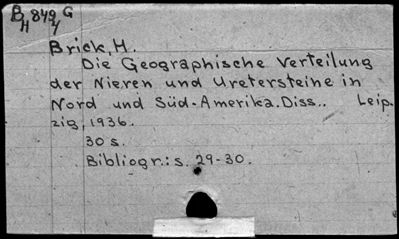 B 849 G
H 4
Brick, H.
Die Geographische Verteilung
der Nieren und Uretersteine in
Nord und Süd-Amerika. Diss.. Leip.
zig, 1936.
30 s.
Bibliogr.: s. 29-30.